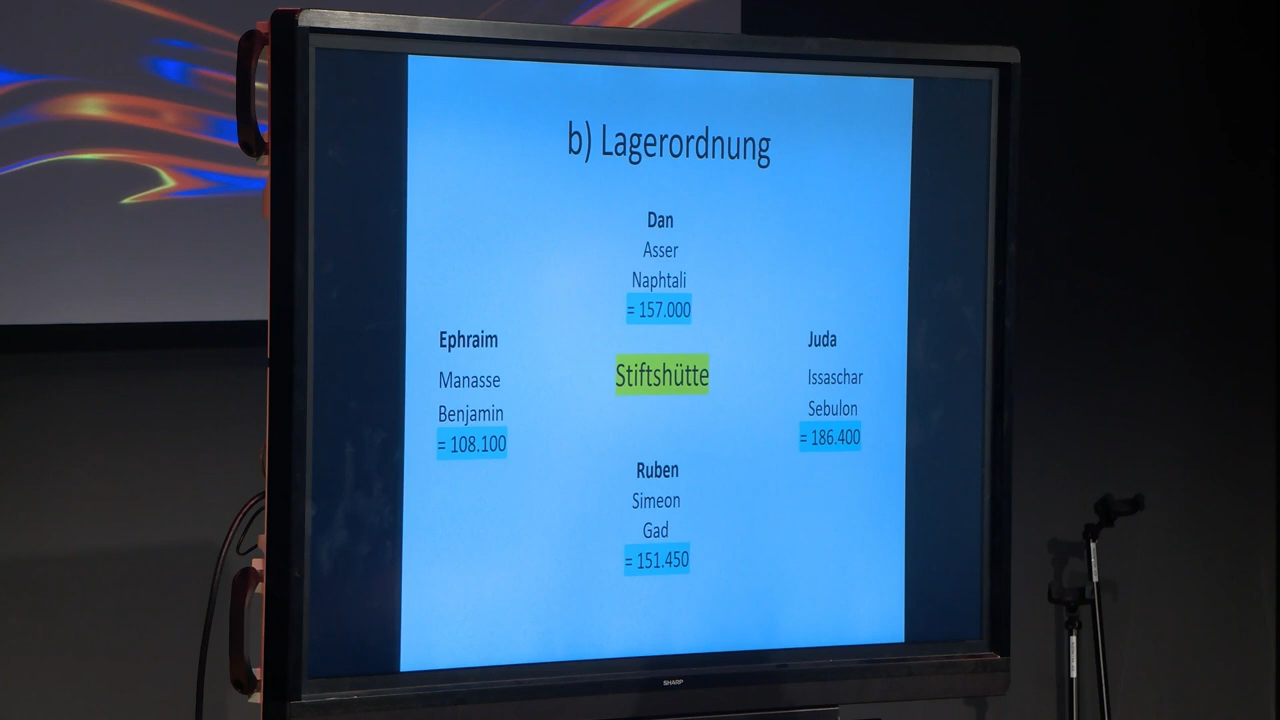 b) Lagerordnung
Dan
Asser
Naphtali
= 157.000
Ephraim
Manasse
Benjamin
= 108.100
Stiftshütte
Juda
Issaschar
Sebulon
= 186.400
Ruben
Simeon
Gad
= 151.450
SHARP